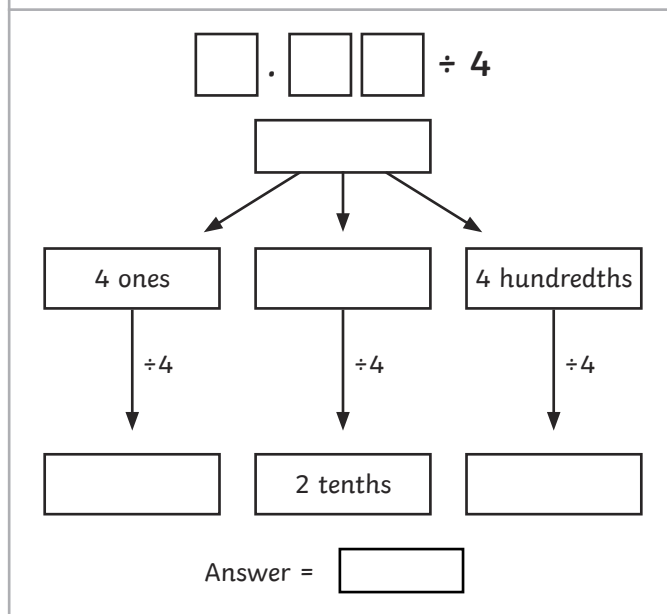 . ÷ 4
4 ones 4 hundredths
÷4 ÷4 ÷4
2 tenths
Answer =